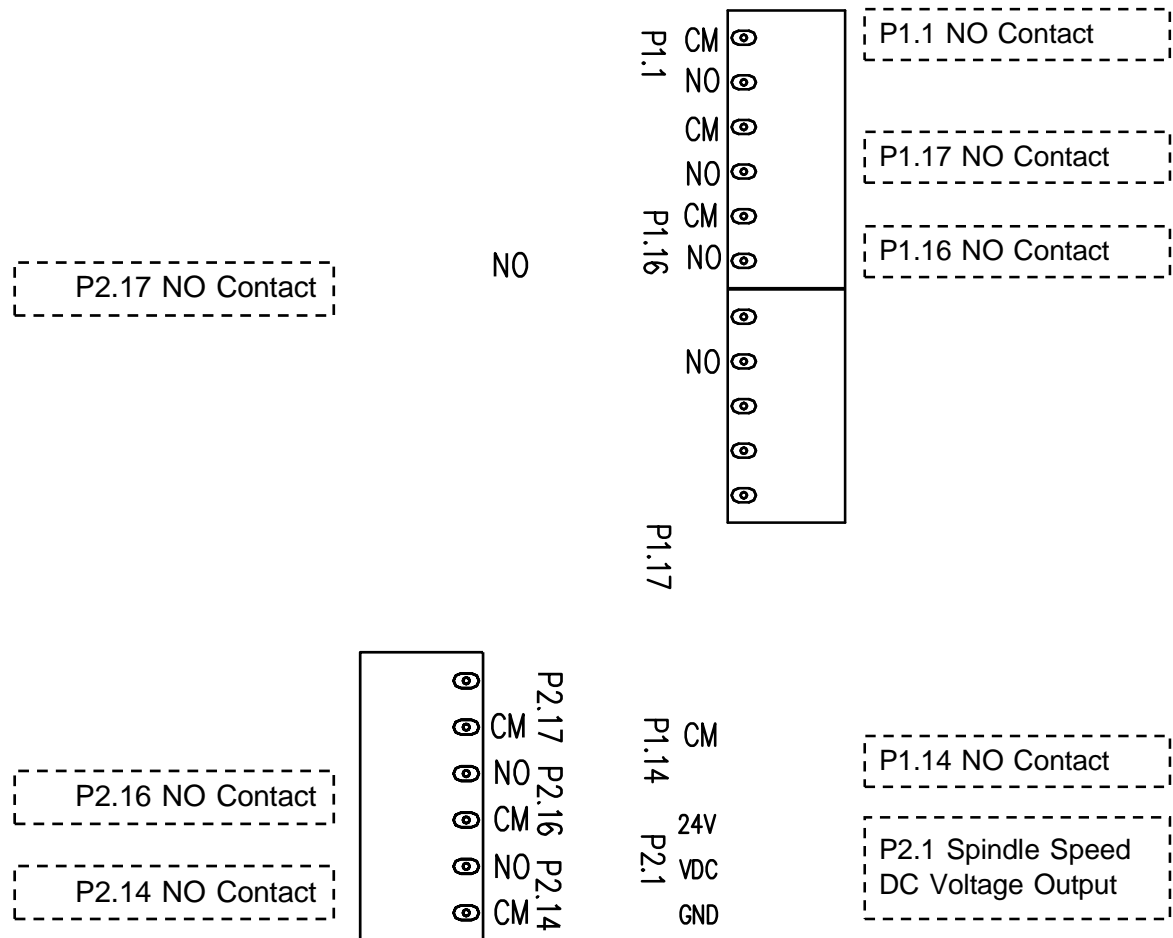 P1.1
CM
P1.1 NO Contact
NO
CM
P1.17 NO Contact
NO
P1.16
CM
P1.16 NO Contact
NO
NO
P2.17 NO Contact
NO
P1.17
P2.17
CM
P1.14
CM
P1.14 NO Contact
P2.16 NO Contact
NO
P2.16
CM
24V
P2.1
VDC
GND
P2.1 Spindle Speed
DC Voltage Output
P2.14 NO Contact
NO
P2.14
CM